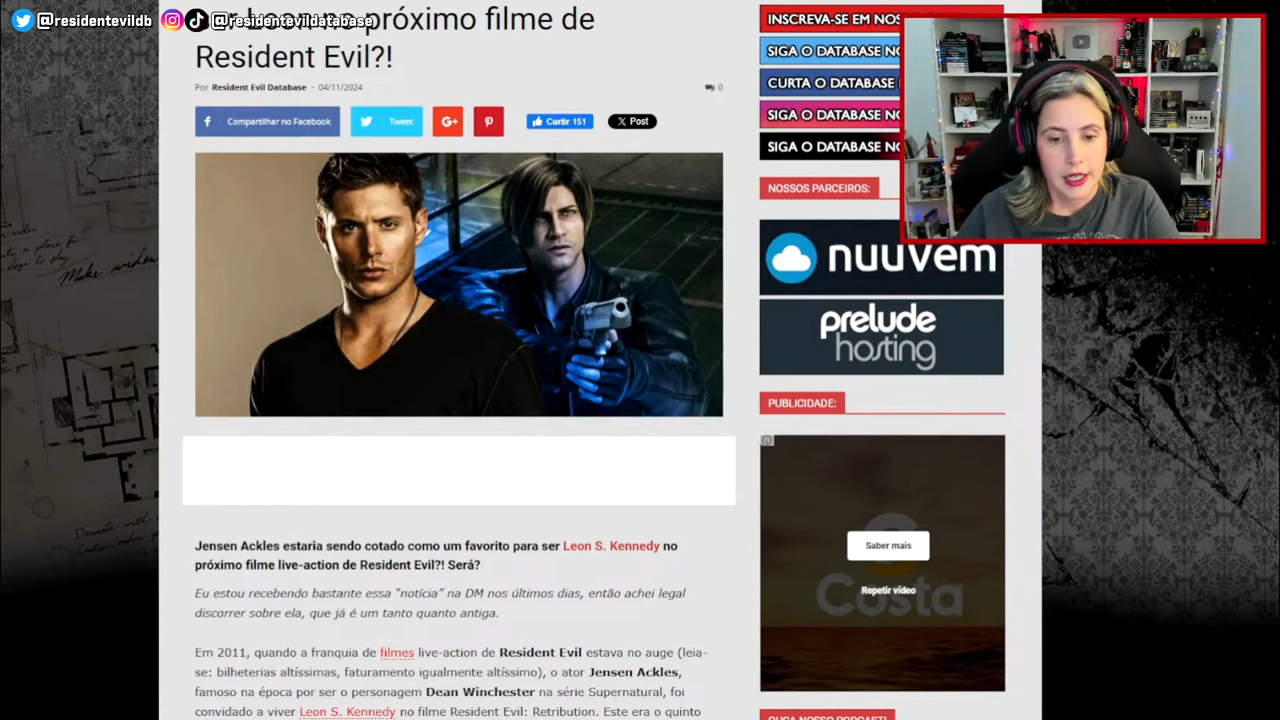 @residentevildb @residentevildatabase
próximo filme de
Resident Evil?!
Por Resident Evil Database - 04/11/2024
0
Compartilhar no Facebook
Tweet
G+
Curtir 151
X Post
INSCREVA-SE EM NOS
SIGA O DATABASE NO
CURTA O DATABASE
SIGA O DATABASE NO
SIGA O DATABASE NO
NOSSOS PARCEIROS:
nuuvem
prelude
hosting
PUBLICIDADE:
Saber mais
Costa
Repetir vídeo
Jensen Ackles estaria sendo cotado como um favorito para ser Leon S. Kennedy no
próximo filme live-action de Resident Evil?! Será?
Eu estou recebendo bastante essa "notícia" na DM nos últimos dias, então achei legal
discorrer sobre ela, que já é um tanto quanto antiga.
Em 2011, quando a franquia de filmes live-action de Resident Evil estava no auge (leia-
se: bilheterias altíssimas, faturamento igualmente altíssimo), o ator Jensen Ackles,
famoso na época por ser o personagem Dean Winchester na série Supernatural, foi
convidado a viver Leon S. Kennedy no filme Resident Evil: Retribution. Este era o quinto
OUÇA NOSSO PODCAST!
Make